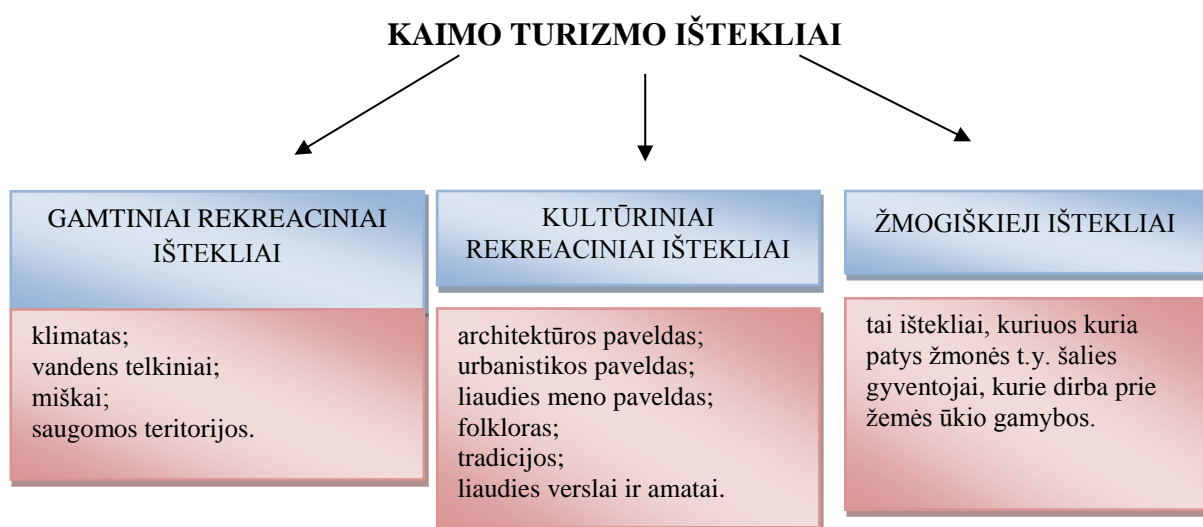 KAIMO TURIZMO IŠTEKLIAI
GAMTINIAI REKREACINIAI
IŠTEKLIAI
klimatas;
vandens telkiniai;
miškai;
saugomos teritorijos.
KULTŪRINIAI
REKREACINIAI IŠTEKLIAI
architektūros paveldas;
urbanistikos paveldas;
liaudies meno paveldas;
folkloras;
tradicijos;
liaudies verslai ir amatai.
ŽMOGIŠKIEJI IŠTEKLIAI
tai ištekliai, kuriuos kuria
patys žmonės t.y. šalies
gyventojai, kurie dirba prie
žemės ūkio gamybos.